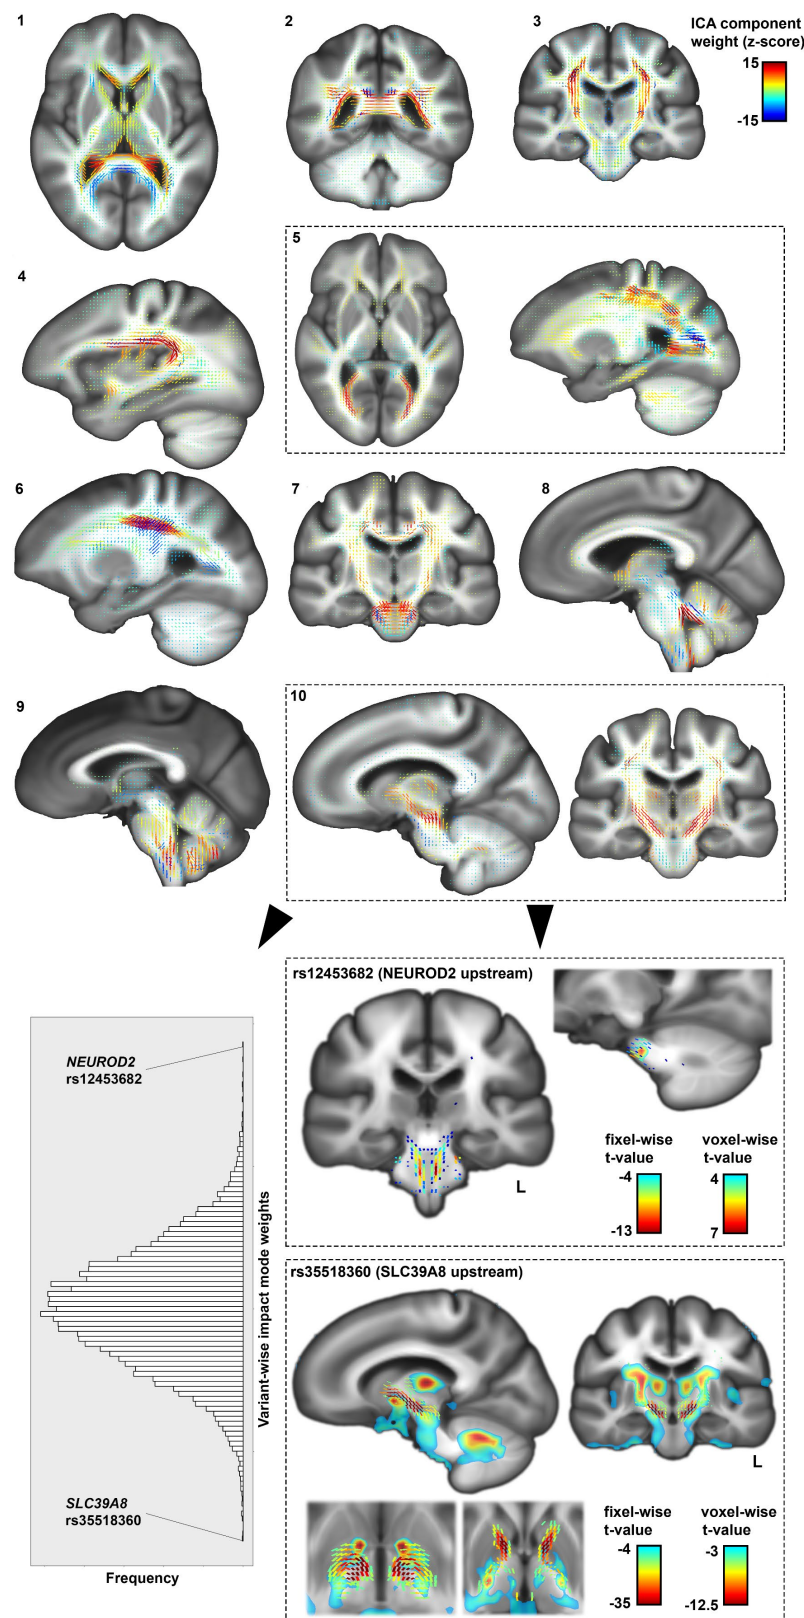 1
2
3
ICA component
weight (z-score)
15
-15
4
5
6
7
8
9
10
rs12453682 (NEUROD2 upstream)
NEUROD2
rs12453682
fixel-wise
t-value
-4
-13
voxel-wise
t-value
4
7
L
Variant-wise impact mode weights
rs35518360 (SLC39A8 upstream)
L
SLC39A8
rs35518360
fixel-wise
t-value
-4
-35
voxel-wise
t-value
-3
-12.5
Frequency